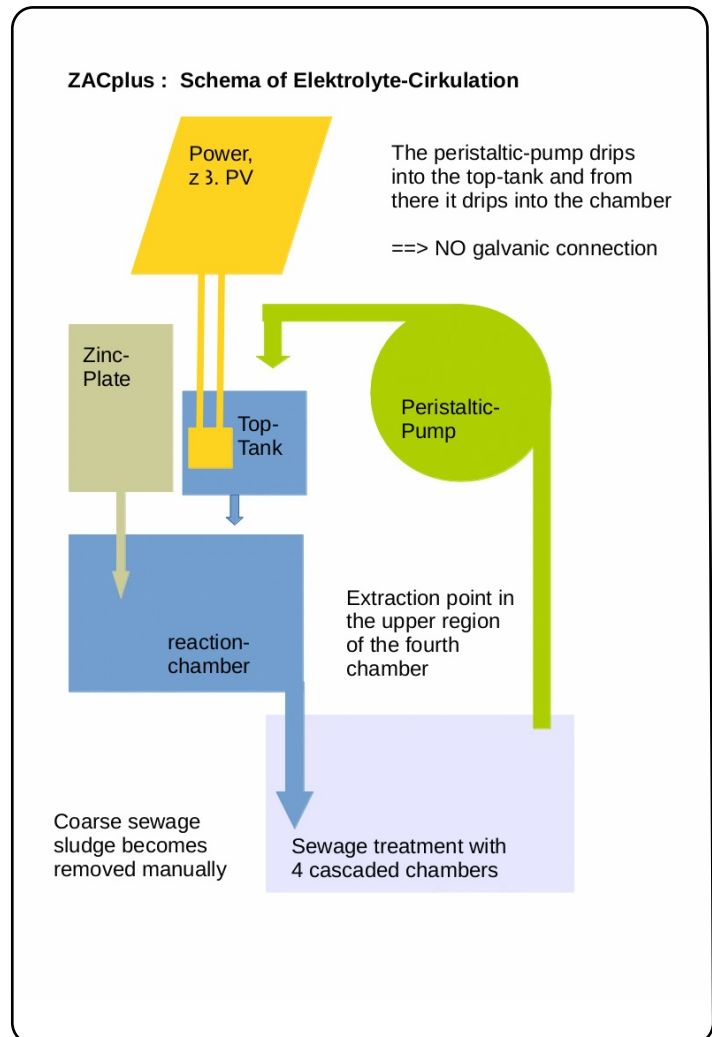 ZACplus : Schema of Elektrolyte-Cirkulation
Power,
z B. PV
The peristaltic-pump drips
into the top-tank and from
there it drips into the chamber
==> NO galvanic connection
Zinc-
Plate
Top-
Tank
Peristaltic-
Pump
reaction-
chamber
Extraction point in
the upper region
of the fourth
chamber
Coarse sewage
sludge becomes
removed manually
Sewage treatment with
4 cascaded chambers